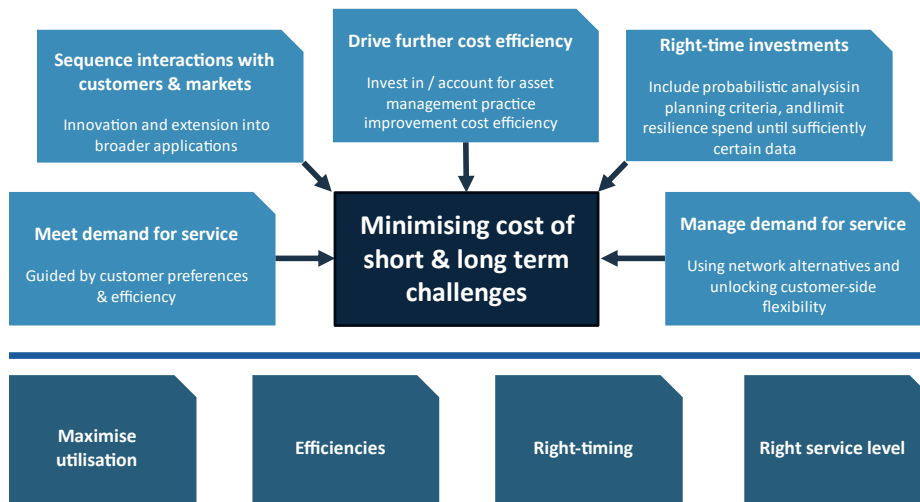 Sequence interactions with
customers & markets
Innovation and extension into
broader applications
Drive further cost efficiency
Invest in / account for asset
management practice
improvement cost efficiency
Right-time investments
Include probabilistic analysisin
planning criteria, andlimit
resilience spend until sufficiently
certain data
Meet demand for service
Guided by customer preferences
& efficiency
Minimising cost of
short & long term
challenges
Manage demand for service
Using network alternatives and
unlocking customer-side
flexibility
Maximise
utilisation
Efficiencies
Right-timing
Right service level